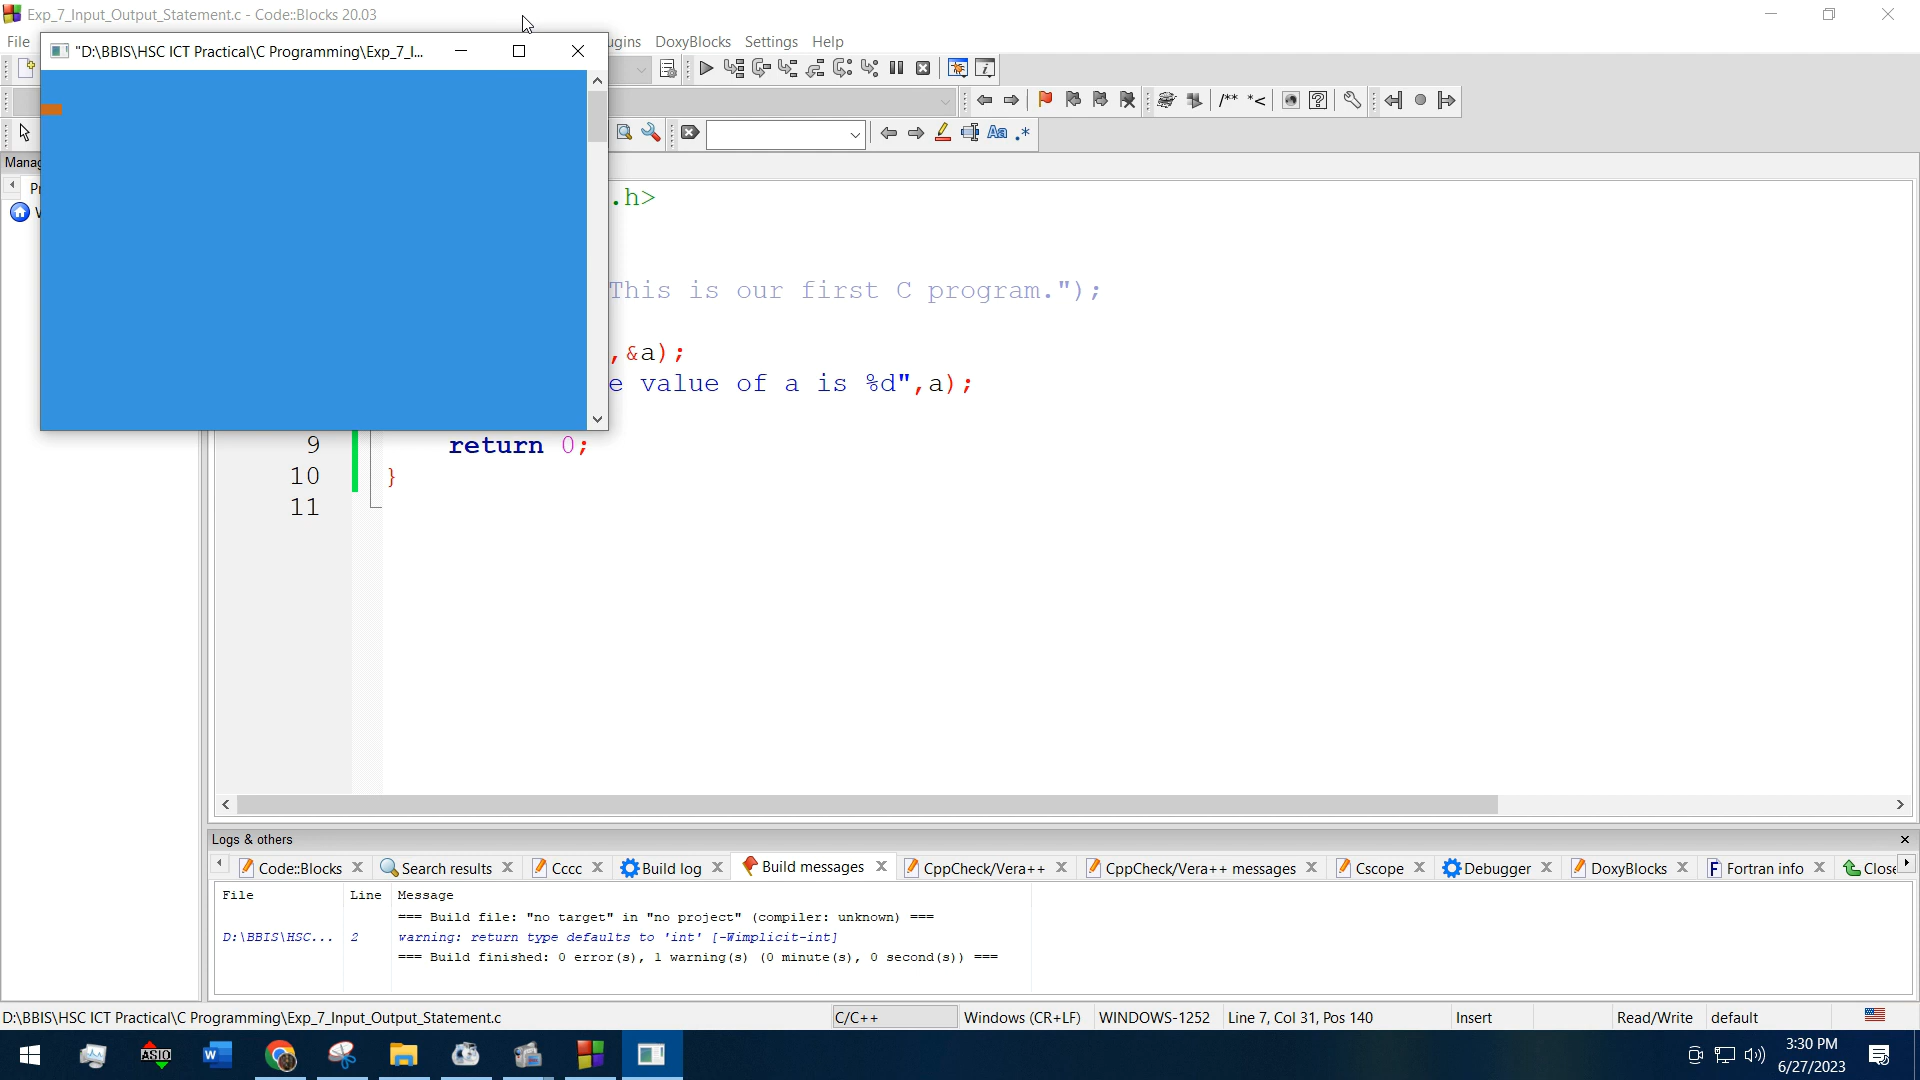 Exp_7_Input_Output_Statement.c - Code::Blocks 20.03
File
ugins DoxyBlocks Settings Help
"D:\BBIS\HSC ICT Practical\C Programming\Exp_7_I...
/** *<
Aa .*
Manag
Pr
.h>
This is our first C program.");
,&a);
e value of a is %d",a);
9 return 0;
10 }
11
Logs & others
Code::Blocks Search results Cccc Build log Build messages CppCheck/Vera++ CppCheck/Vera++ messages Cscope Debugger DoxyBlocks Fortran info Close
File Line Message
=== Build file: "no target" in "no project" (compiler: unknown) ===
D:\BBIS\HSC... 2 warning: return type defaults to 'int' [-Wimplicit-int]
=== Build finished: 0 error(s), 1 warning(s) (0 minute(s), 0 second(s)) ===
D:\BBIS\HSC ICT Practical\C Programming\Exp_7_Input_Output_Statement.c C/C++ Windows (CR+LF) WINDOWS-1252 Line 7, Col 31, Pos 140 Insert Read/Write default
ASIO
3:30 PM
6/27/2023